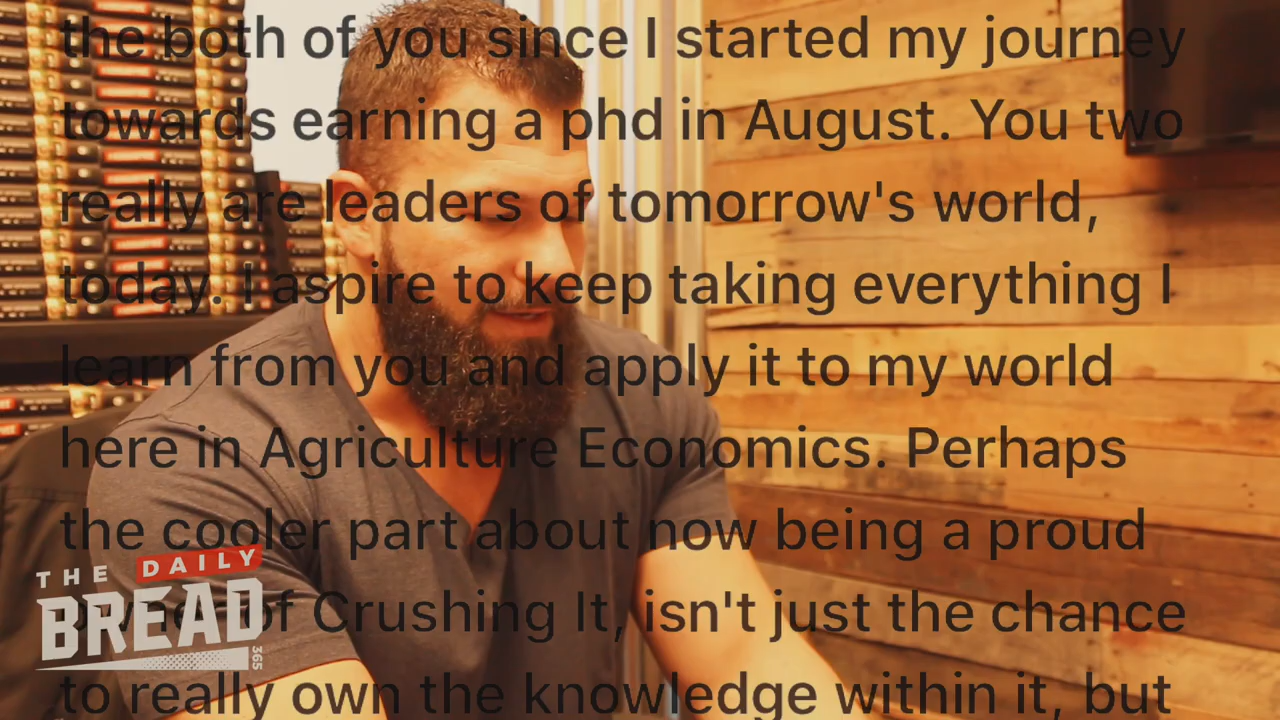 the both of you since I started my journey
towards earning a phd in August. You two
really are leaders of tomorrow's world,
today. I aspire to keep taking everything I
learn from you and apply it to my world
here in Agriculture Economics. Perhaps
the cooler part about now being a proud
of Crushing It, isn't just the chance
to really own the knowledge within it, but
THE DAILY
BREAD
365